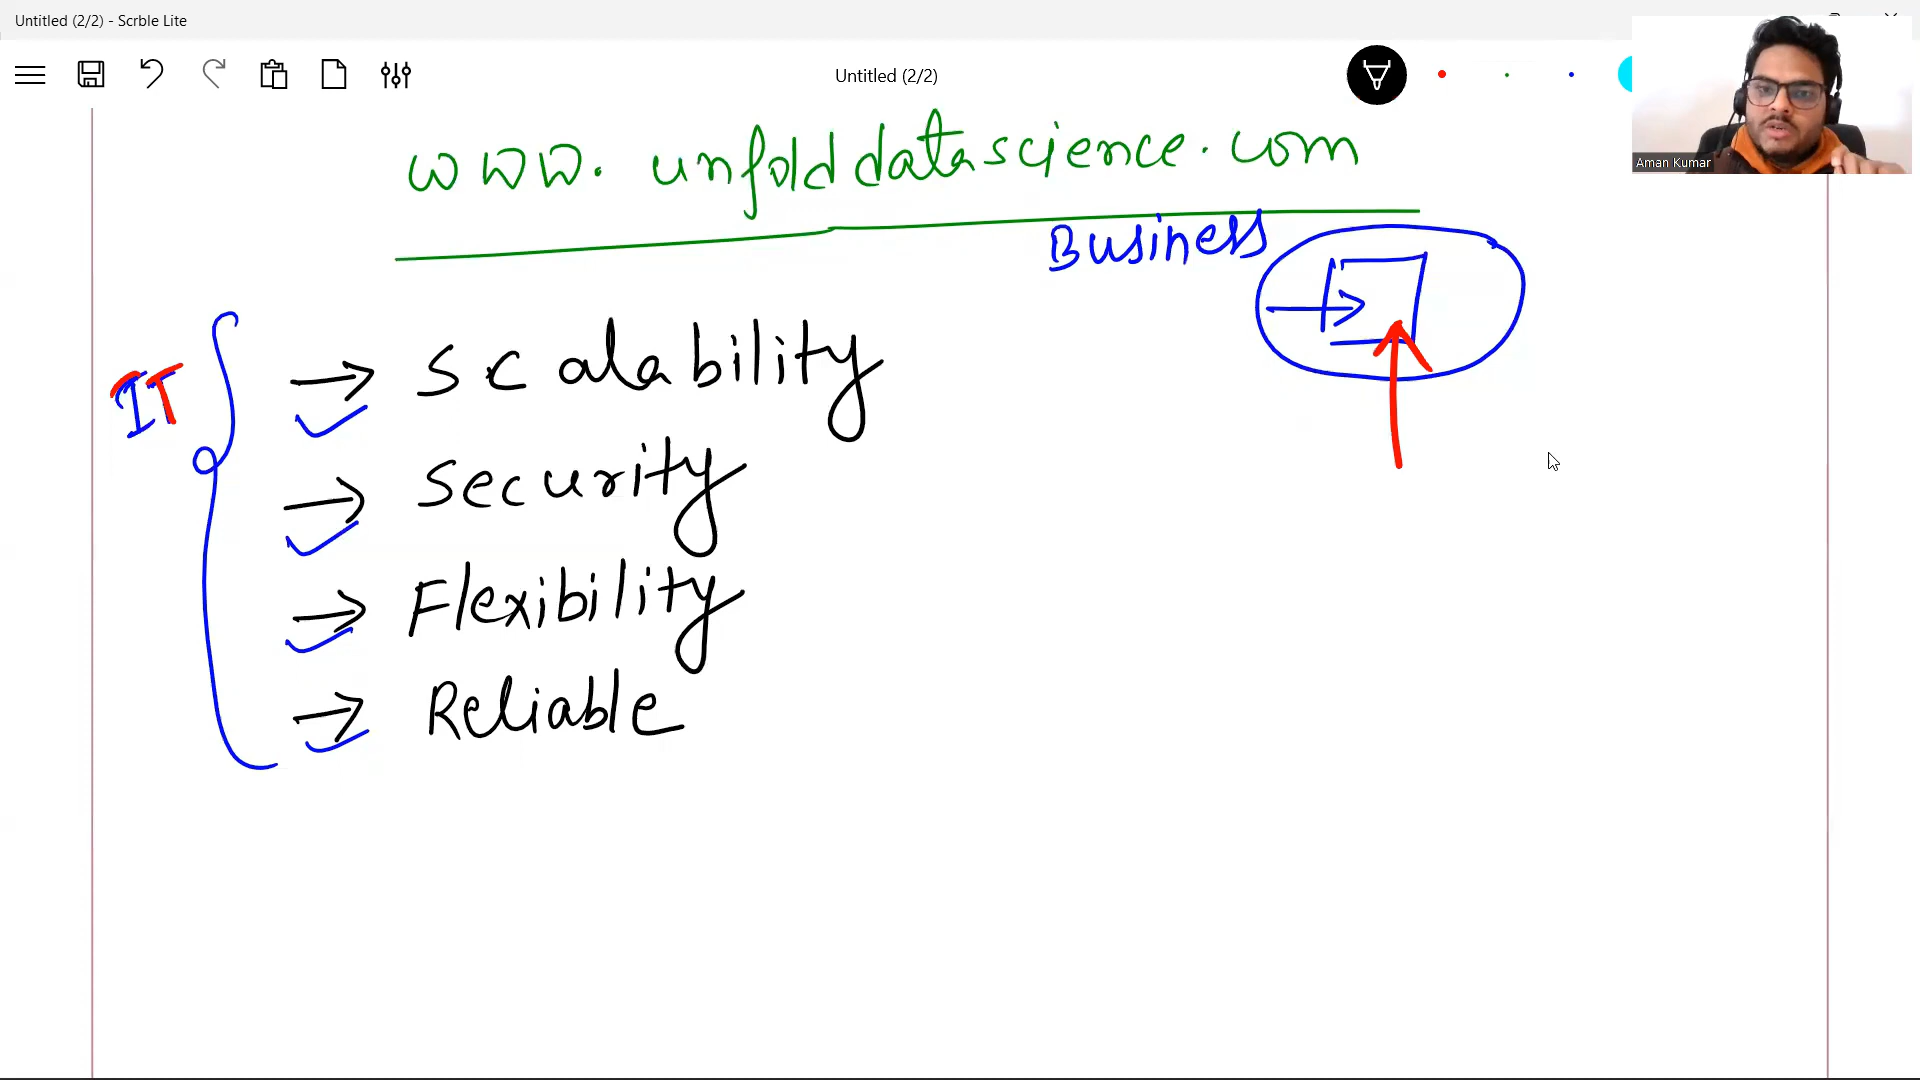 Untitled (2/2) - Scrble Lite
Untitled (2/2)
Aman Kumar
www.unfolddatascience.com
Business
IT
Scalability
Security
Flexibility
Reliable